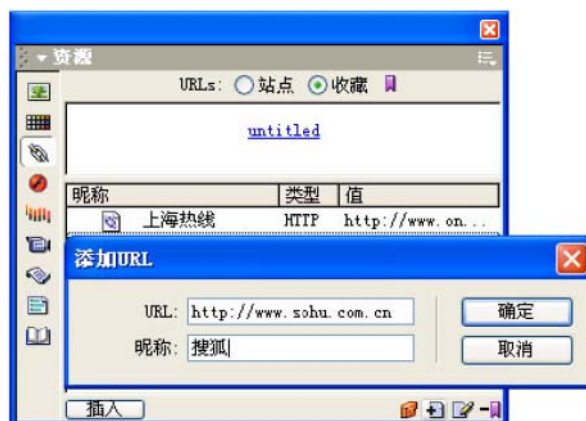 资源
URLs: 站点 收藏
untitled
昵称 类型 值
上海热线 HTTP http://www.on...
添加URL
URL: http://www.sohu.com.cn
确定
昵称: 搜狐
取消
插入